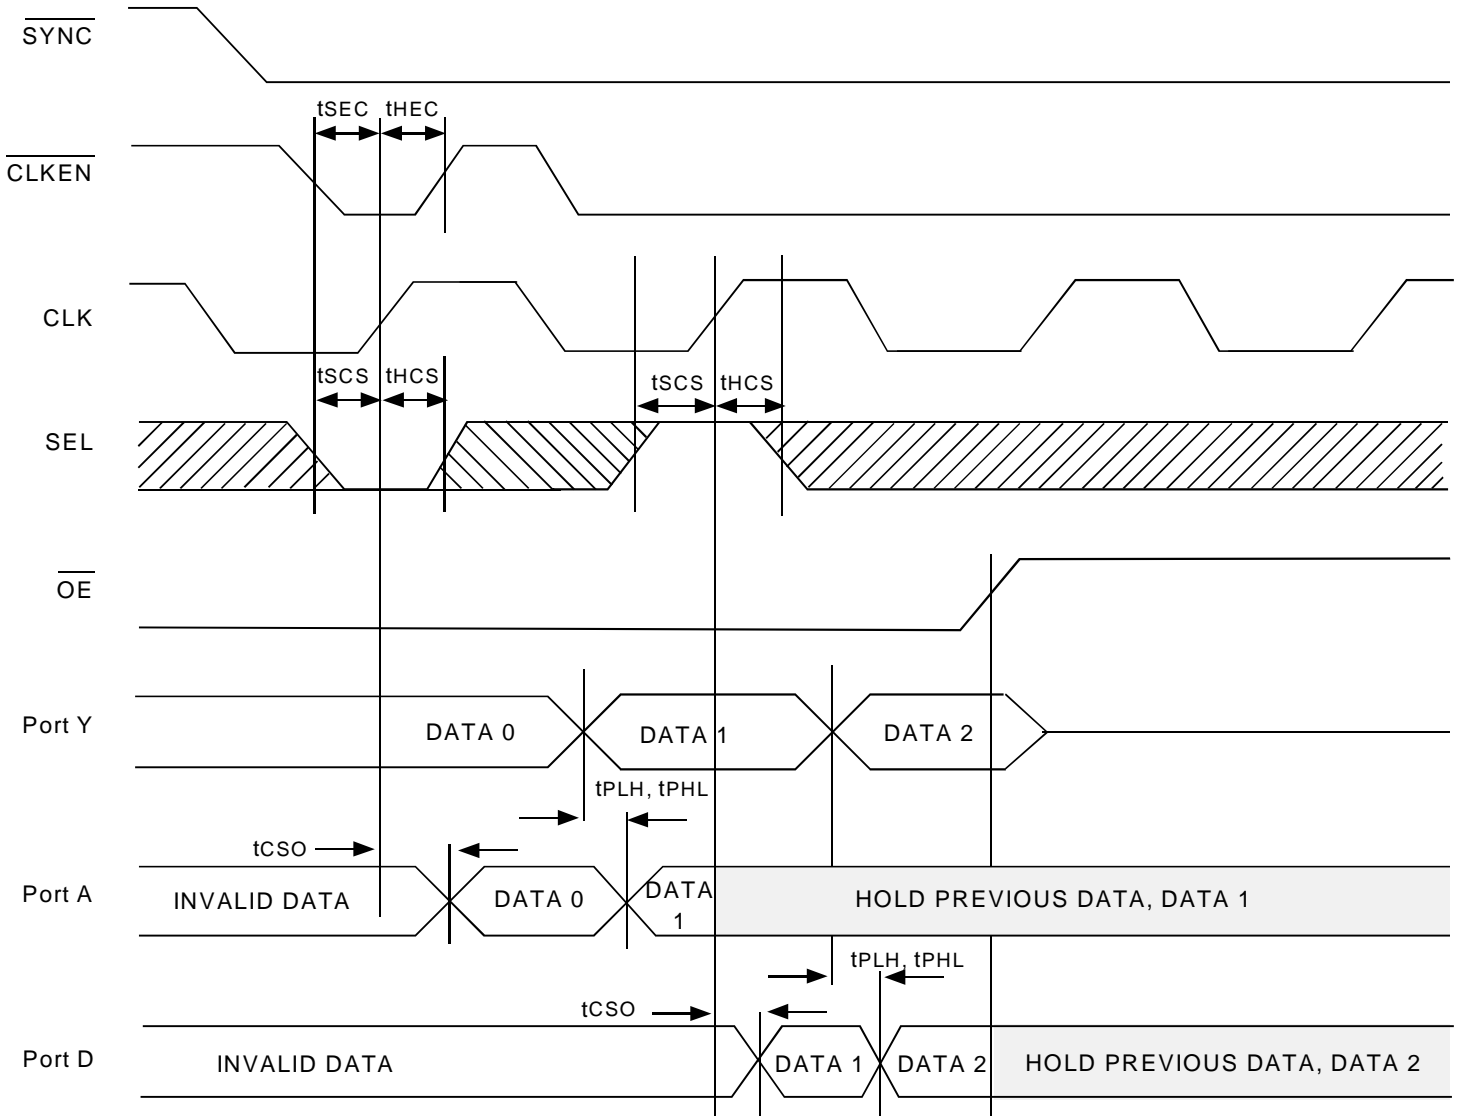 SYNC
tSEC tHEC
CLKEN
CLK
tSCS tHCS
tSCS tHCS
SEL
OE
Port Y
DATA 0
DATA 1
DATA 2
tPLH, tPHL
tCSO
Port A
INVALID DATA
DATA 0
DATA
1
HOLD PREVIOUS DATA, DATA 1
tPLH, tPHL
tCSO
Port D
INVALID DATA
DATA 1
DATA 2
HOLD PREVIOUS DATA, DATA 2